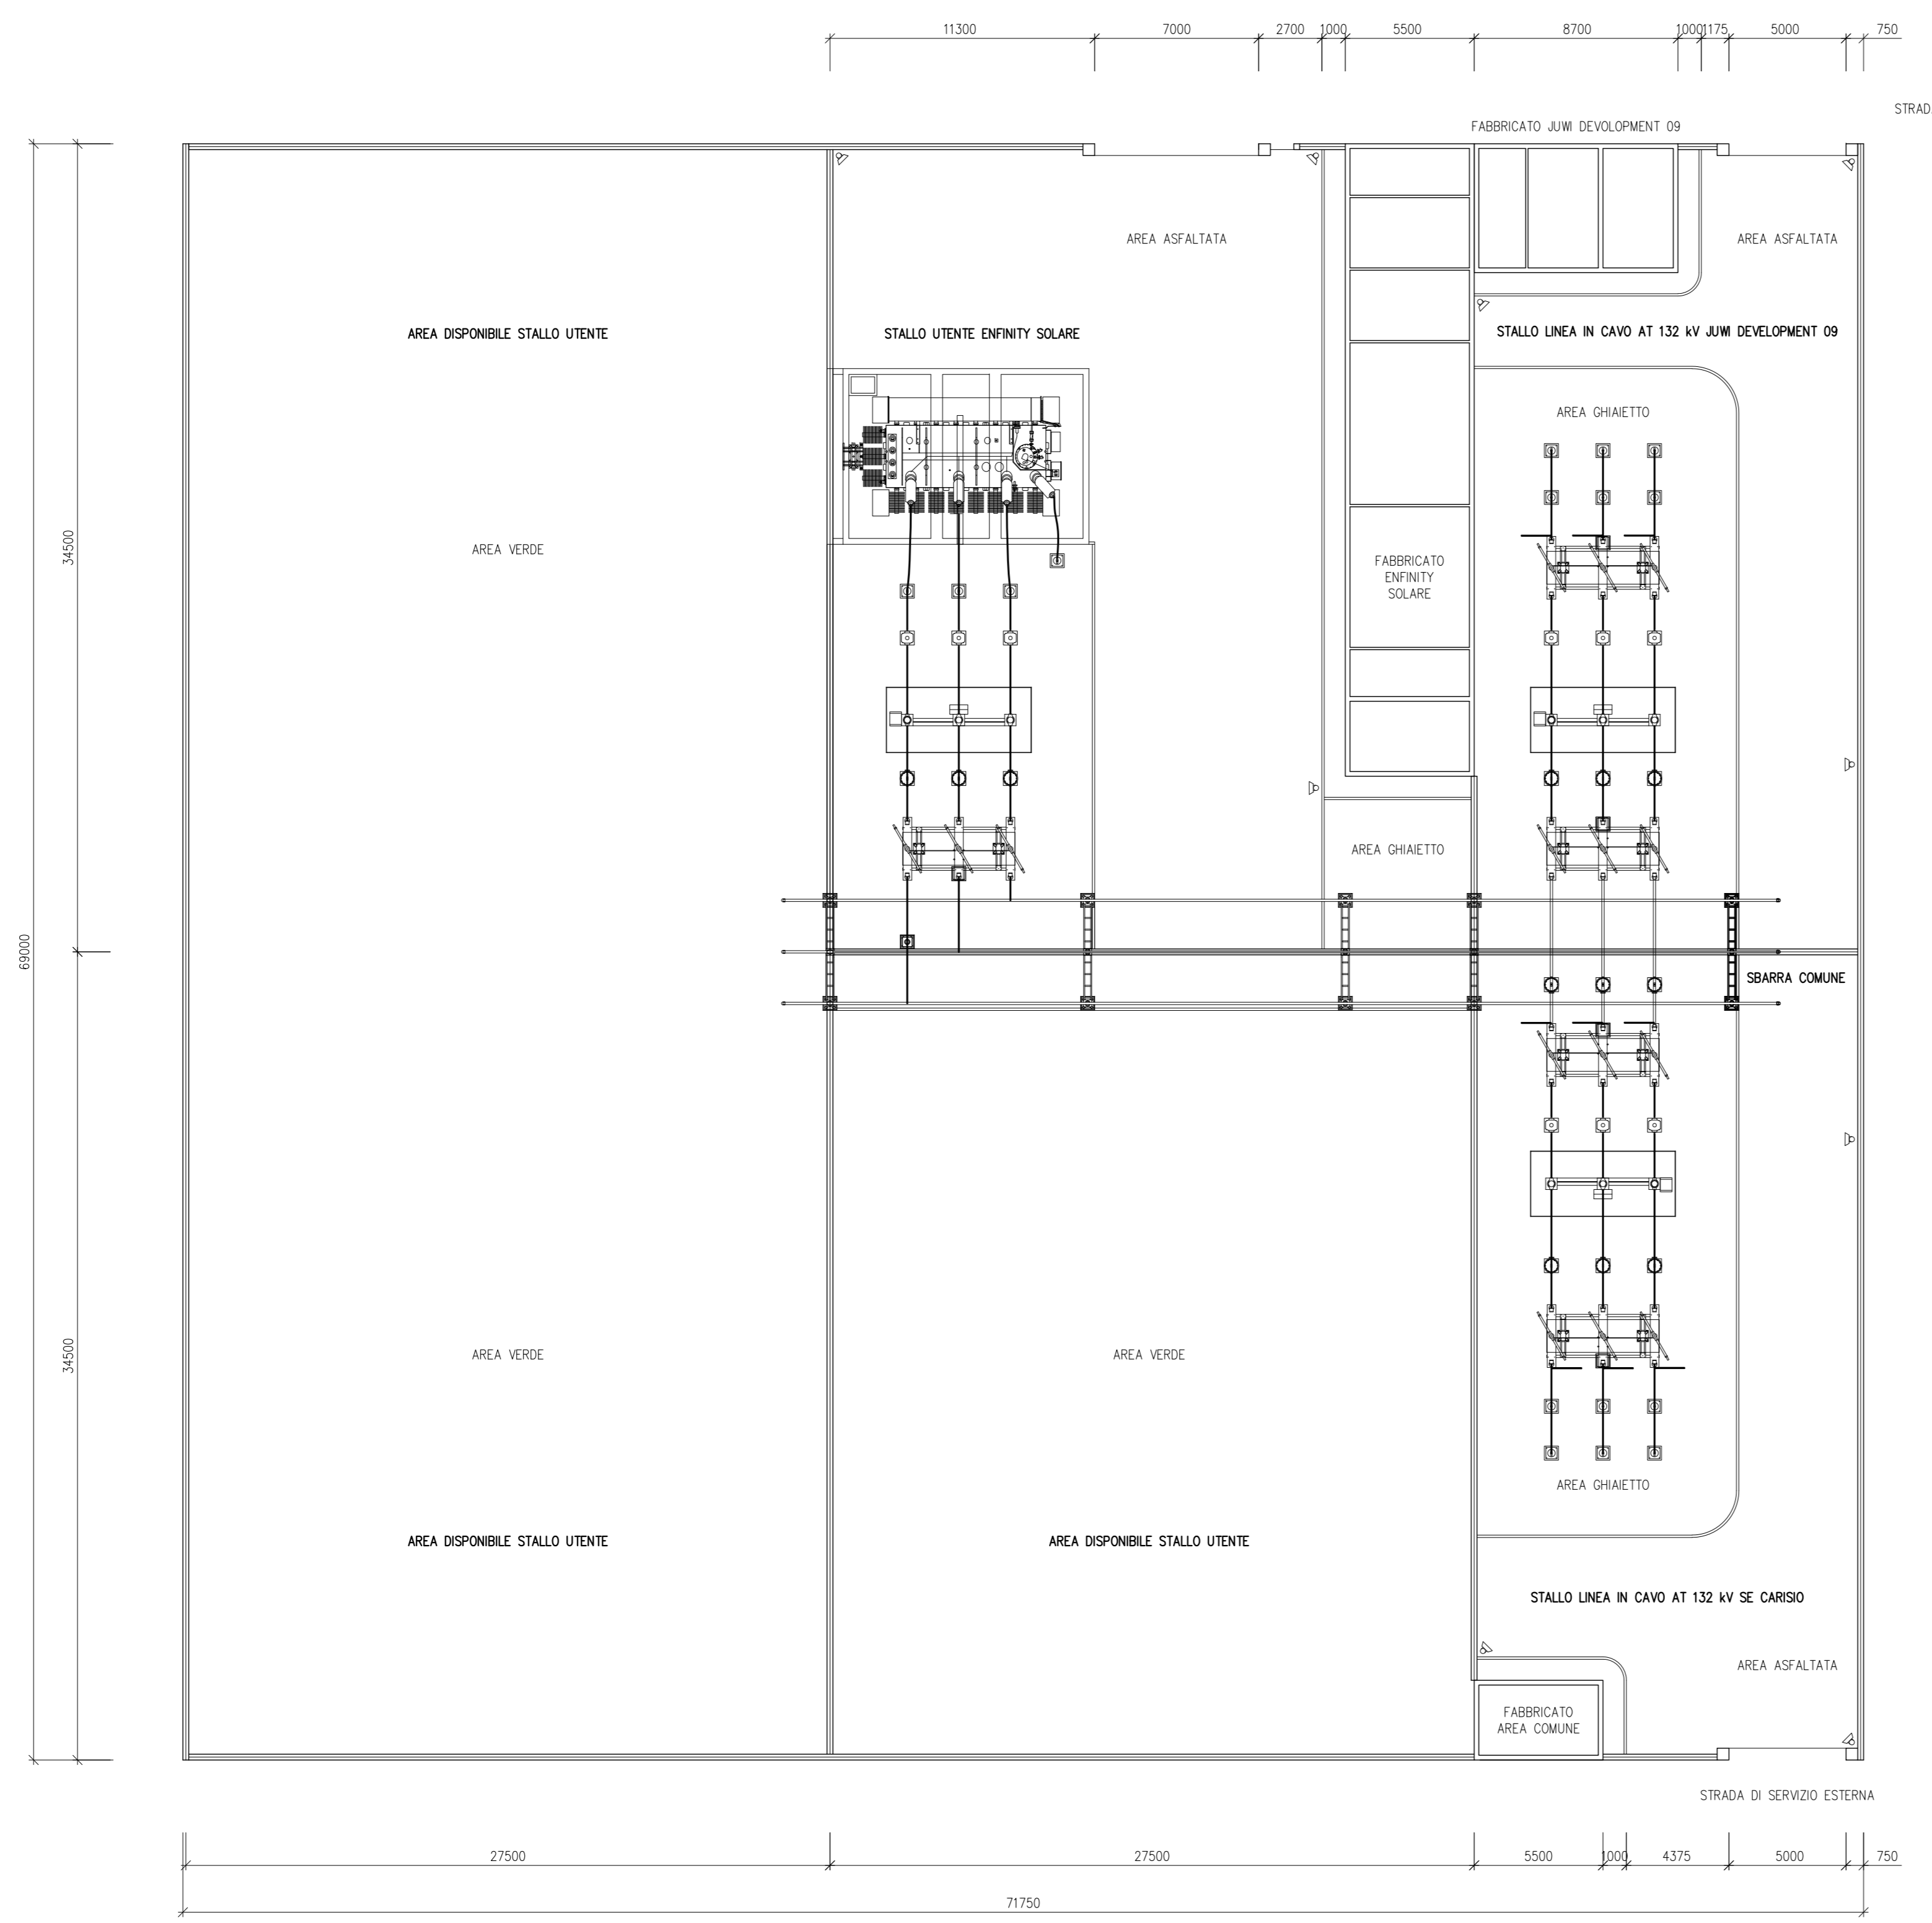 11300
7000
2700
1000
5500
8700
1000
1175
5000
750
STRAD
FABBRICATO JUWI DEVOLOPMENT 09
AREA ASFALTATA
AREA ASFALTATA
AREA DISPONIBILE STALLO UTENTE
STALLO UTENTE ENFINITY SOLARE
STALLO LINEA IN CAVO AT 132 kV JUWI DEVELOPMENT 09
AREA GHIAIETTO
34500
AREA VERDE
FABBRICATO
ENFINITY
SOLARE
AREA GHIAIETTO
69000
SBARRA COMUNE
34500
AREA VERDE
AREA VERDE
AREA GHIAIETTO
AREA DISPONIBILE STALLO UTENTE
AREA DISPONIBILE STALLO UTENTE
STALLO LINEA IN CAVO AT 132 kV SE CARISIO
AREA ASFALTATA
FABBRICATO
AREA COMUNE
STRADA DI SERVIZIO ESTERNA
27500
27500
5500
1000
4375
5000
750
71750